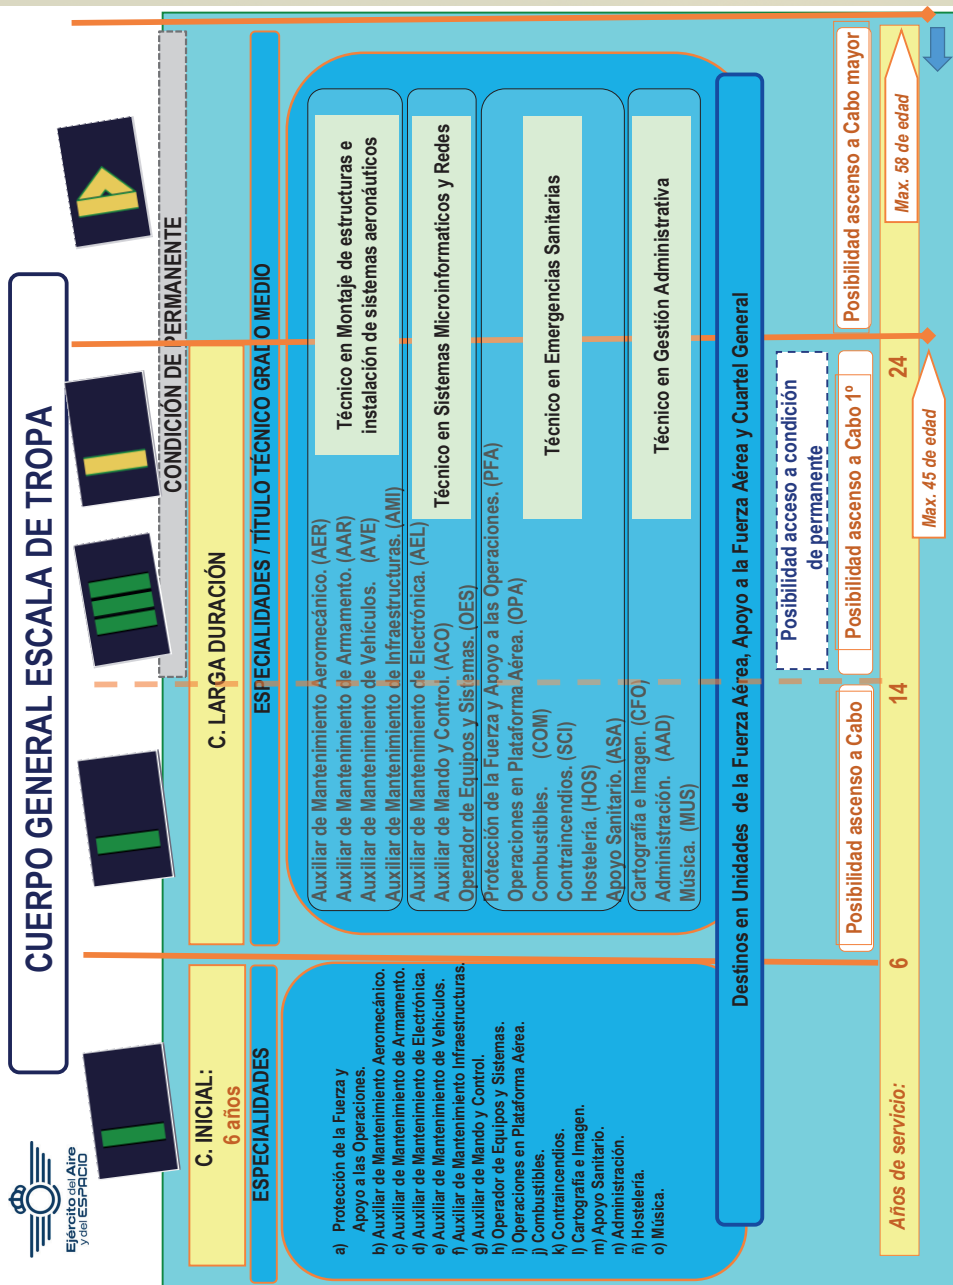 Ejército del Aire
y del ESPACIO
CUERPO GENERAL ESCALA DE TROPA
CONDICIÓN DE PERMANENTE
C. INICIAL:
6 años
C. LARGA DURACIÓN
ESPECIALIDADES
ESPECIALIDADES / TÍTULO TÉCNICO GRADO MEDIO
a) Protección de la Fuerza y
Apoyo a las Operaciones.
b) Auxiliar de Mantenimiento Aeromecánico.
c) Auxiliar de Mantenimiento de Armamento.
d) Auxiliar de Mantenimiento de Electrónica.
e) Auxiliar de Mantenimiento de Vehículos.
f) Auxiliar de Mantenimiento Infraestructuras.
g) Auxiliar de Mando y Control.
h) Operador de Equipos y Sistemas.
i) Operaciones en Plataforma Aérea.
j) Combustibles.
k) Contraincendios.
l) Cartografía e Imagen.
m) Apoyo Sanitario.
n) Administración.
ñ) Hostelería.
o) Música.
Auxiliar de Mantenimiento Aeromecánico. (AER)
Auxiliar de Mantenimiento de Armamento. (AAR)
Auxiliar de Mantenimiento de Vehículos. (AVE)
Auxiliar de Mantenimiento de Infraestructuras. (AMI)
Técnico en Montaje de estructuras e
instalación de sistemas aeronáuticos
Auxiliar de Mantenimiento de Electrónica. (AEL)
Auxiliar de Mando y Control. (ACO)
Operador de Equipos y Sistemas. (OES)
Técnico en Sistemas Microinformaticos y Redes
Protección de la Fuerza y Apoyo a las Operaciones. (PFA)
Operaciones en Plataforma Aérea. (OPA)
Combustibles. (COM)
Contraincendios. (SCI)
Hostelería. (HOS)
Apoyo Sanitario. (ASA)
Técnico en Emergencias Sanitarias
Cartografía e Imagen. (CFO)
Administración. (AAD)
Música. (MUS)
Técnico en Gestión Administrativa
Destinos en Unidades de la Fuerza Aérea, Apoyo a la Fuerza Aérea y Cuartel General
Posibilidad acceso a condición
de permanente
Posibilidad ascenso a Cabo
Posibilidad ascenso a Cabo 1º
Posibilidad ascenso a Cabo mayor
Años de servicio:
6
14
24
Max. 45 de edad
Max. 58 de edad